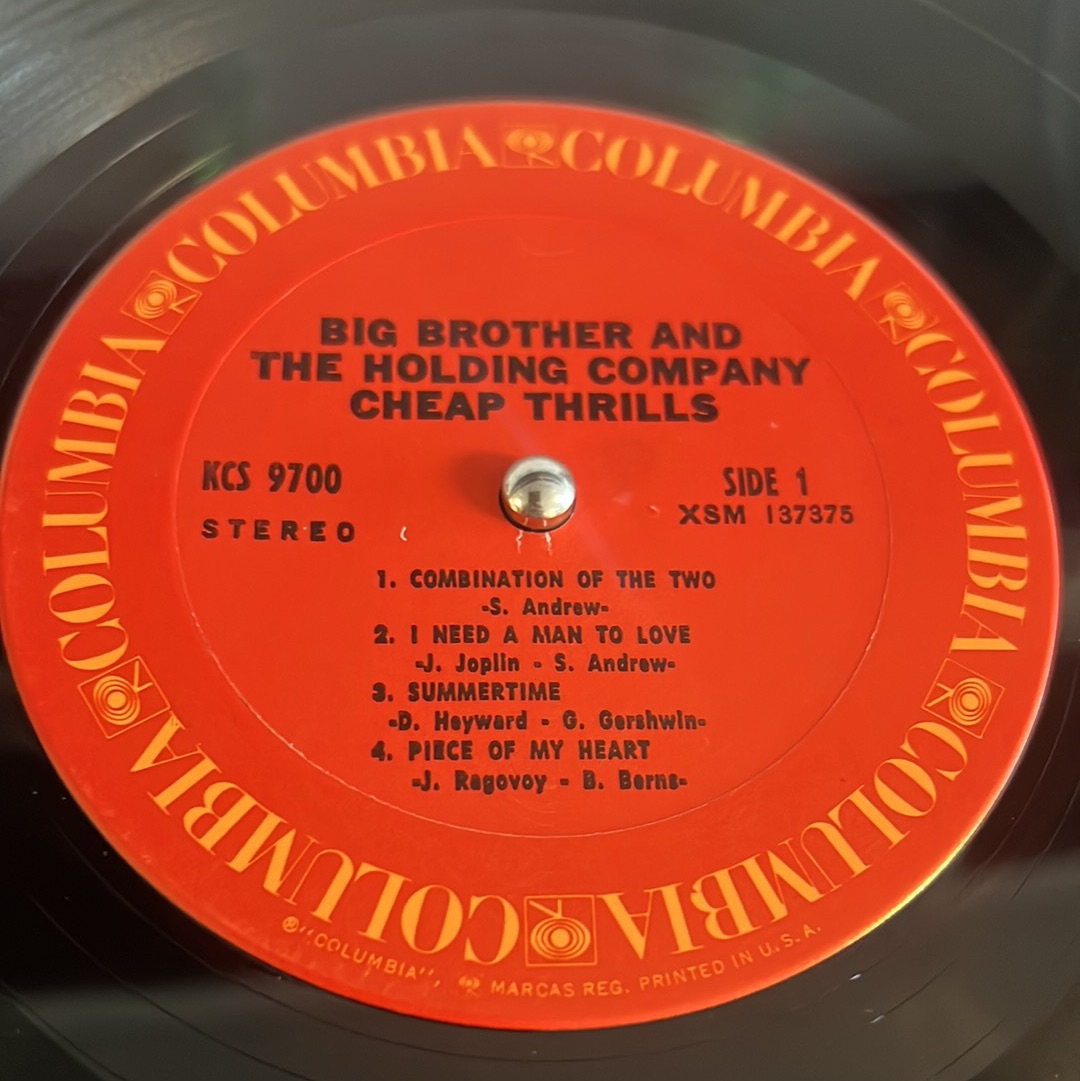 COLUMBIA COLUMBIA COLUMBIA COLUMBIA COLUMBIA COLUMBIA
BIG BROTHER AND
THE HOLDING COMPANY
CHEAP THRILLS
KCS 9700
STEREO
SIDE 1
XSM 137375
1. COMBINATION OF THE TWO
-S. Andrew-
2. I NEED A MAN TO LOVE
-J. Joplin - S. Andrew-
3. SUMMERTIME
-D. Heyward - G. Gershwin-
4. PIECE OF MY HEART
-J. Ragovoy - B. Berns-
® "COLUMBIA", MARCAS REG. PRINTED IN U.S.A.